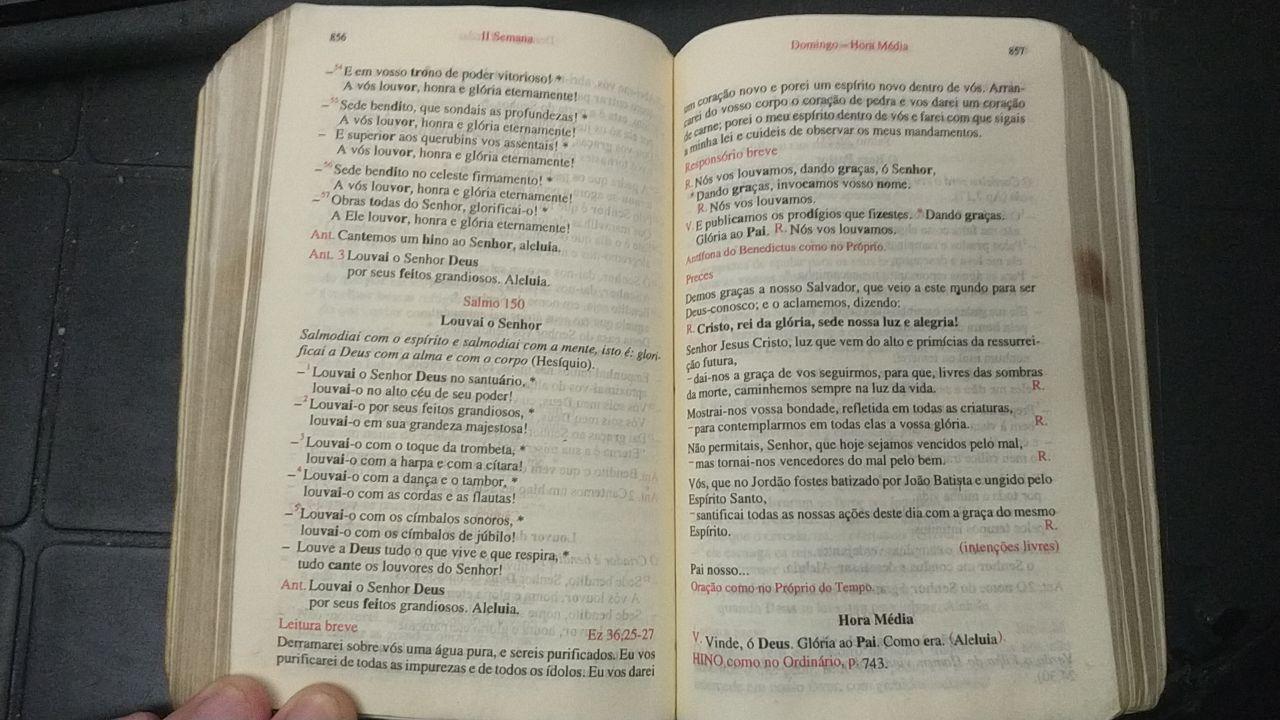 856
II Semana
–54 E em vosso trono de poder vitorioso! *
A vós louvor, honra e glória eternamente!
–55 Sede bendito, que sondais as profundezas! *
A vós louvor, honra e glória eternamente!
– E superior aos querubins vos assentais! *
A vós louvor, honra e glória eternamente!
–56 Sede bendito no celeste firmamento! *
A vós louvor, honra e glória eternamente!
–57 Obras todas do Senhor, glorificai-o! *
A Ele louvor, honra e glória eternamente!
Ant. Cantemos um hino ao Senhor, aleluia.
Ant. 3 Louvai o Senhor Deus
por seus feitos grandiosos. Aleluia.
Salmo 150
Louvai o Senhor
Salmodiai com o espírito e salmodiai com a mente, isto é: glori-
ficai a Deus com a alma e com o corpo (Hesíquio).
–1 Louvai o Senhor Deus no santuário, *
louvai-o no alto céu de seu poder!
–2 Louvai-o por seus feitos grandiosos, *
louvai-o em sua grandeza majestosa!
–3 Louvai-o com o toque da trombeta, *
louvai-o com a harpa e com a cítara!
–4 Louvai-o com a dança e o tambor, *
louvai-o com as cordas e as flautas!
–5 Louvai-o com os címbalos sonoros, *
louvai-o com os címbalos de júbilo!
– Louve a Deus tudo o que vive e que respira, *
tudo cante os louvores do Senhor!
Ant. Louvai o Senhor Deus
por seus feitos grandiosos. Aleluia.
Leitura breve Ez 36,25-27
Derramarei sobre vós uma água pura, e sereis purificados. Eu vos
purificarei de todas as impurezas e de todos os ídolos. Eu vos darei
Domingo – Hora Média
857
um coração novo e porei um espírito novo dentro de vós. Arran-
carei do vosso corpo o coração de pedra e vos darei um coração
de carne; porei o meu espírito dentro de vós e farei com que sigais
a minha lei e cuideis de observar os meus mandamentos.
Responsório breve
R. Nós vos louvamos, dando graças, ó Senhor,
* Dando graças, invocamos vosso nome.
R. Nós vos louvamos.
V. E publicamos os prodígios que fizestes. * Dando graças.
Glória ao Pai. R. Nós vos louvamos.
Antífona do Benedictus como no Próprio.
Preces
Demos graças a nosso Salvador, que veio a este mundo para ser
Deus-conosco; e o aclamemos, dizendo:
R. Cristo, rei da glória, sede nossa luz e alegria!
Senhor Jesus Cristo, luz que vem do alto e primícias da ressurrei-
ção futura,
– dai-nos a graça de vos seguirmos, para que, livres das sombras
da morte, caminhemos sempre na luz da vida. R.
Mostrai-nos vossa bondade, refletida em todas as criaturas,
– para contemplarmos em todas elas a vossa glória. R.
Não permitais, Senhor, que hoje sejamos vencidos pelo mal,
– mas tornai-nos vencedores do mal pelo bem. R.
Vós, que no Jordão fostes batizado por João Batista e ungido pelo
Espírito Santo,
– santificai todas as nossas ações deste dia com a graça do mesmo
Espírito. R.
(intenções livres)
Pai nosso...
Oração como no Próprio do Tempo.
Hora Média
V. Vinde, ó Deus. Glória ao Pai. Como era. (Aleluia).
HINO, como no Ordinário, p. 743.